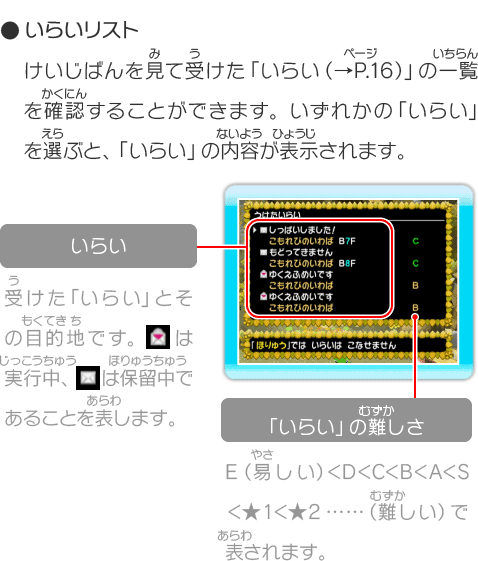 ● いらいリスト
けいじばんを見て受けた「いらい（→P.16）」の一覧
を確認することができます。いずれかの「いらい」
を選ぶと、「いらい」の内容が表示されます。
うけたいらい
しっぱいしました！
こもれびのいわば B7F C
もどってきません
こもれびのいわば B8F C
ゆくえふめいです
こもれびのいわば B
ゆくえふめいです
こもれびのいわば B
「ほりゅう」では いらいは こなせません
いらい
受けた「いらい」とそ
の目的地です。は
実行中、は保留中で
あることを表します。
「いらい」の難しさ
E（易しい）<D<C<B<A<S
<★1<★2……（難しい）で
表されます。